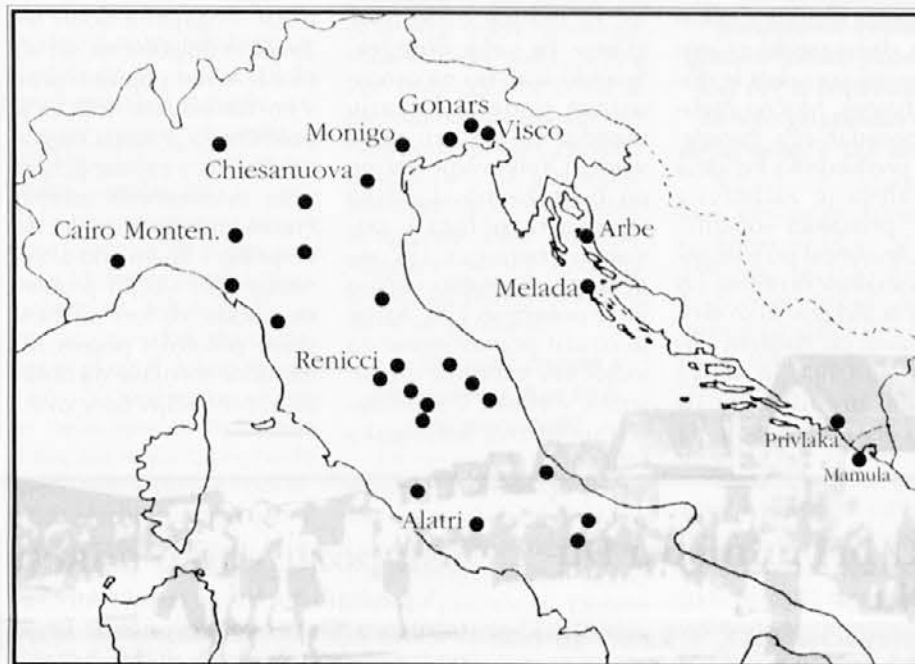 Gonars
Monigo
Visco
Chiesanuova
Cairo Monten.
Arbe
Melada
Renicci
Privlaka
Mamula
Alatri